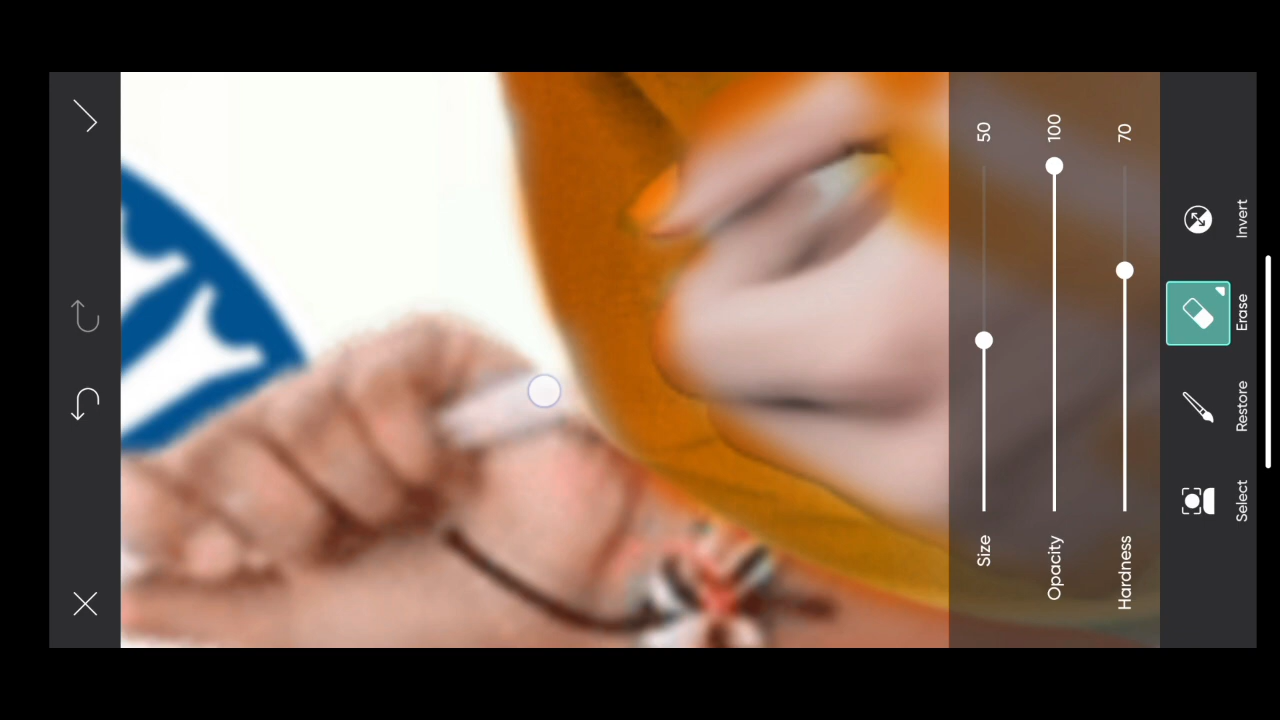 Size 50
Opacity 100
Hardness 70
Select
Restore
Erase
Invert